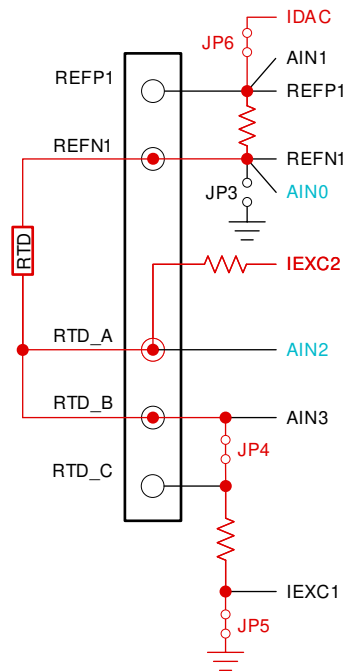 IDAC
JP6
AIN1
REFP1
REFP1
REFN1
REFN1
JP3
AIN0
RTD
IEXC2
RTD_A
AIN2
RTD_B
AIN3
JP4
RTD_C
IEXC1
JP5